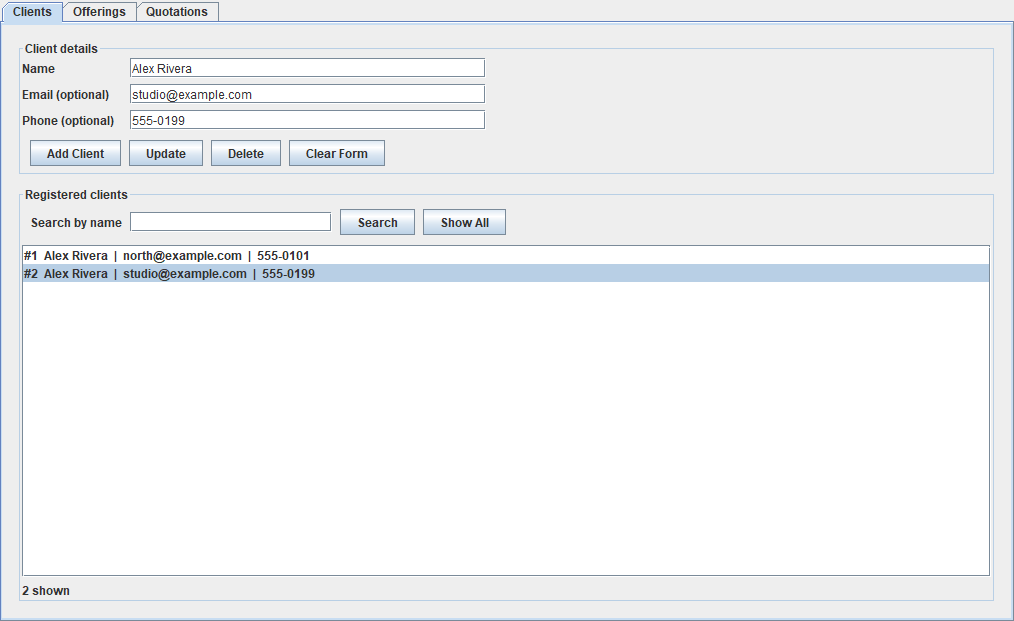 Clients Offerings Quotations
Client details
Name Alex Rivera
Email (optional) studio@example.com
Phone (optional) 555-0199
Add Client Update Delete Clear Form
Registered clients
Search by name Search Show All
#1 Alex Rivera | north@example.com | 555-0101
#2 Alex Rivera | studio@example.com | 555-0199
2 shown